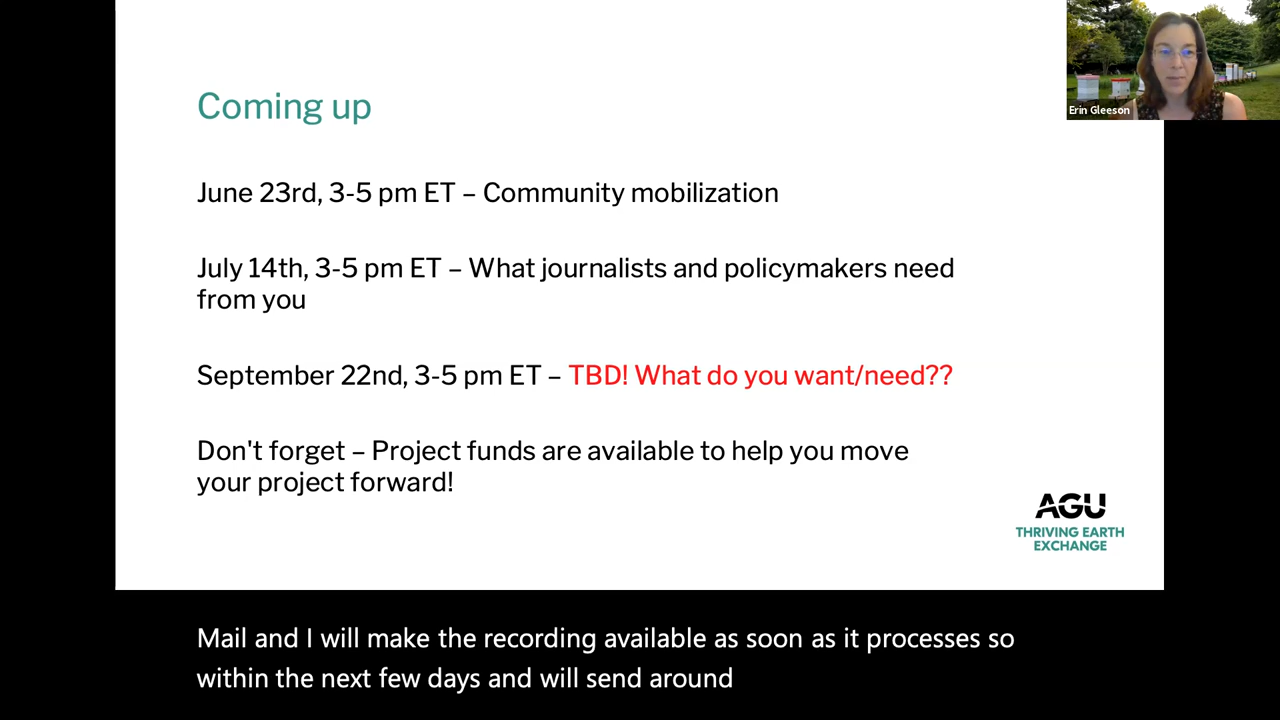 Coming up
Erin Gleeson
June 23rd, 3-5 pm ET – Community mobilization
July 14th, 3-5 pm ET – What journalists and policymakers need
from you
September 22nd, 3-5 pm ET – TBD! What do you want/need??
Don't forget – Project funds are available to help you move
your project forward!
AGU
THRIVING EARTH
EXCHANGE
Mail and I will make the recording available as soon as it processes so
within the next few days and will send around